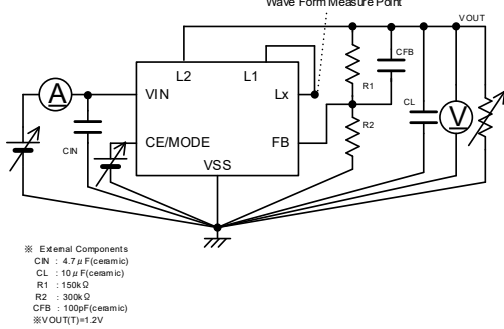 Wave Form Measure Point
VOUT
L2
L1
CFB
R1
A
VIN
Lx
CL
V
CIN
CE/MODE
FB
R2
VSS
※ External Components
CIN : 4.7μF(ceramic)
CL : 10μF(ceramic)
R1 : 150kΩ
R2 : 300kΩ
CFB : 100pF(ceramic)
※VOUT(T)=1.2V